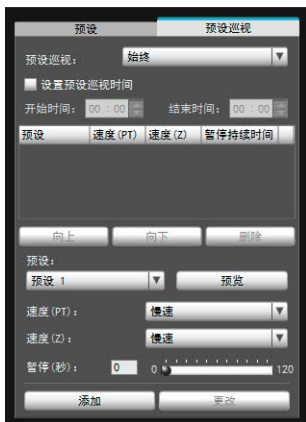 预设 预设巡视
预设巡视： 始终
设置预设巡视时间
开始时间： 00 : 00 结束时间： 00 : 00
预设 速度(PT) 速度(Z) 暂停持续时间
向上 向下 删除
预设：
预设 1 预览
速度(PT)： 慢速
速度(Z)： 慢速
暂停(秒)： 0 0 120
添加 更改